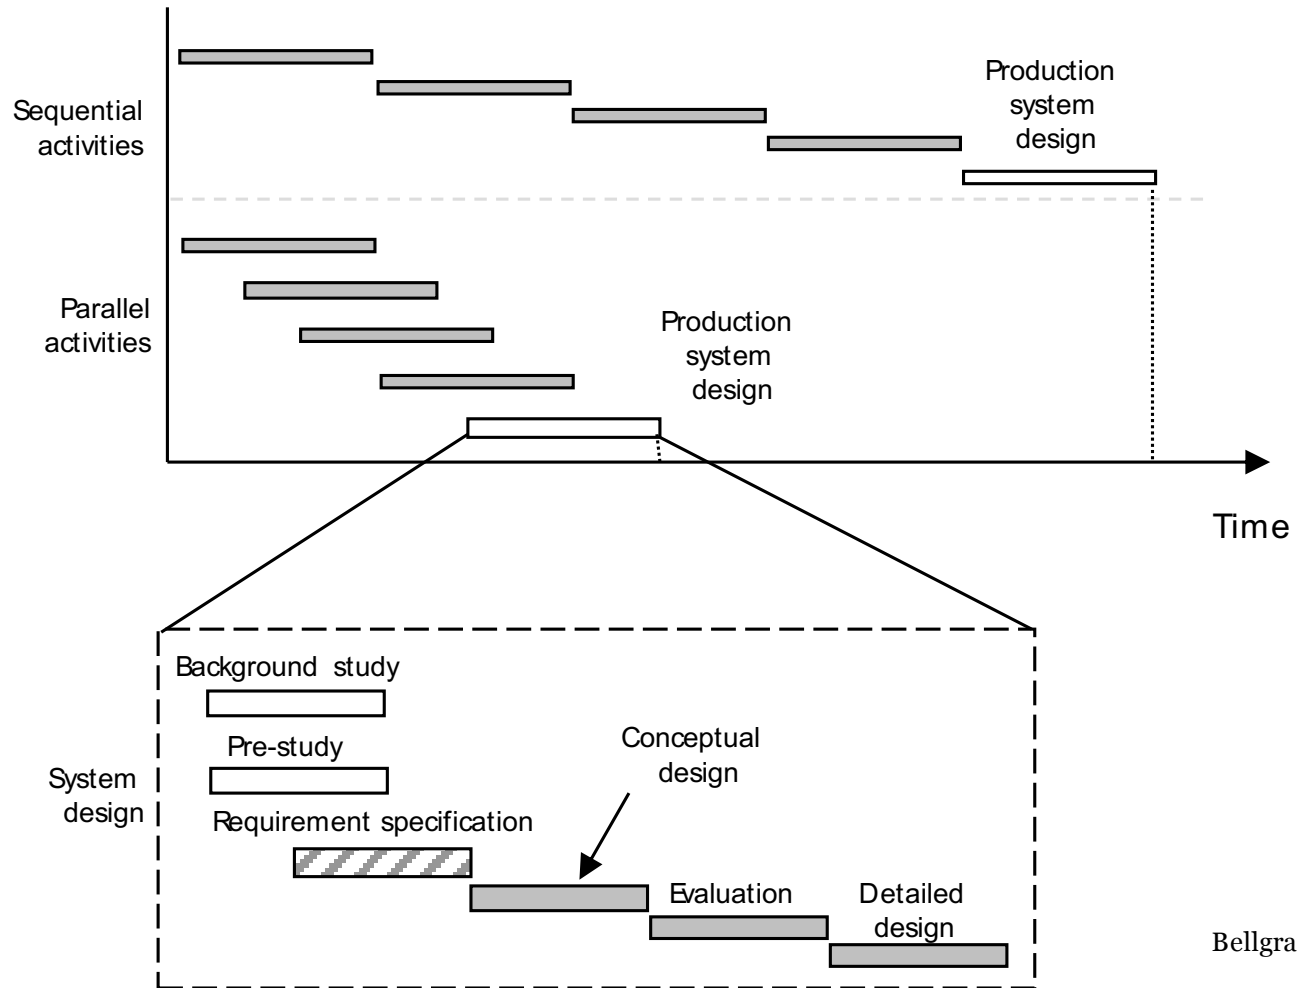 Production
system
design
Sequential
activities
Parallel
activities
Production
system
design
Time
Background study
Pre-study
System
design
Requirement specification
Conceptual
design
Evaluation
Detailed
design
Bellgra